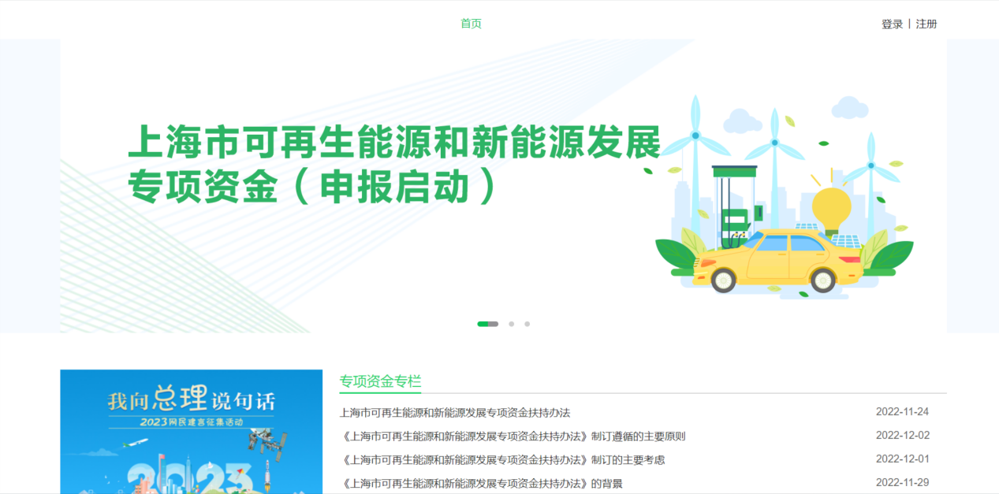 首页
登录 | 注册
上海市可再生能源和新能源发展
专项资金（申报启动）
我向总理说句话
2023网民建言征集活动
2023
专项资金专栏
上海市可再生能源和新能源发展专项资金扶持办法 2022-11-24
《上海市可再生能源和新能源发展专项资金扶持办法》制订遵循的主要原则 2022-12-02
《上海市可再生能源和新能源发展专项资金扶持办法》制订的主要考虑 2022-12-01
《上海市可再生能源和新能源发展专项资金扶持办法》的背景 2022-11-29